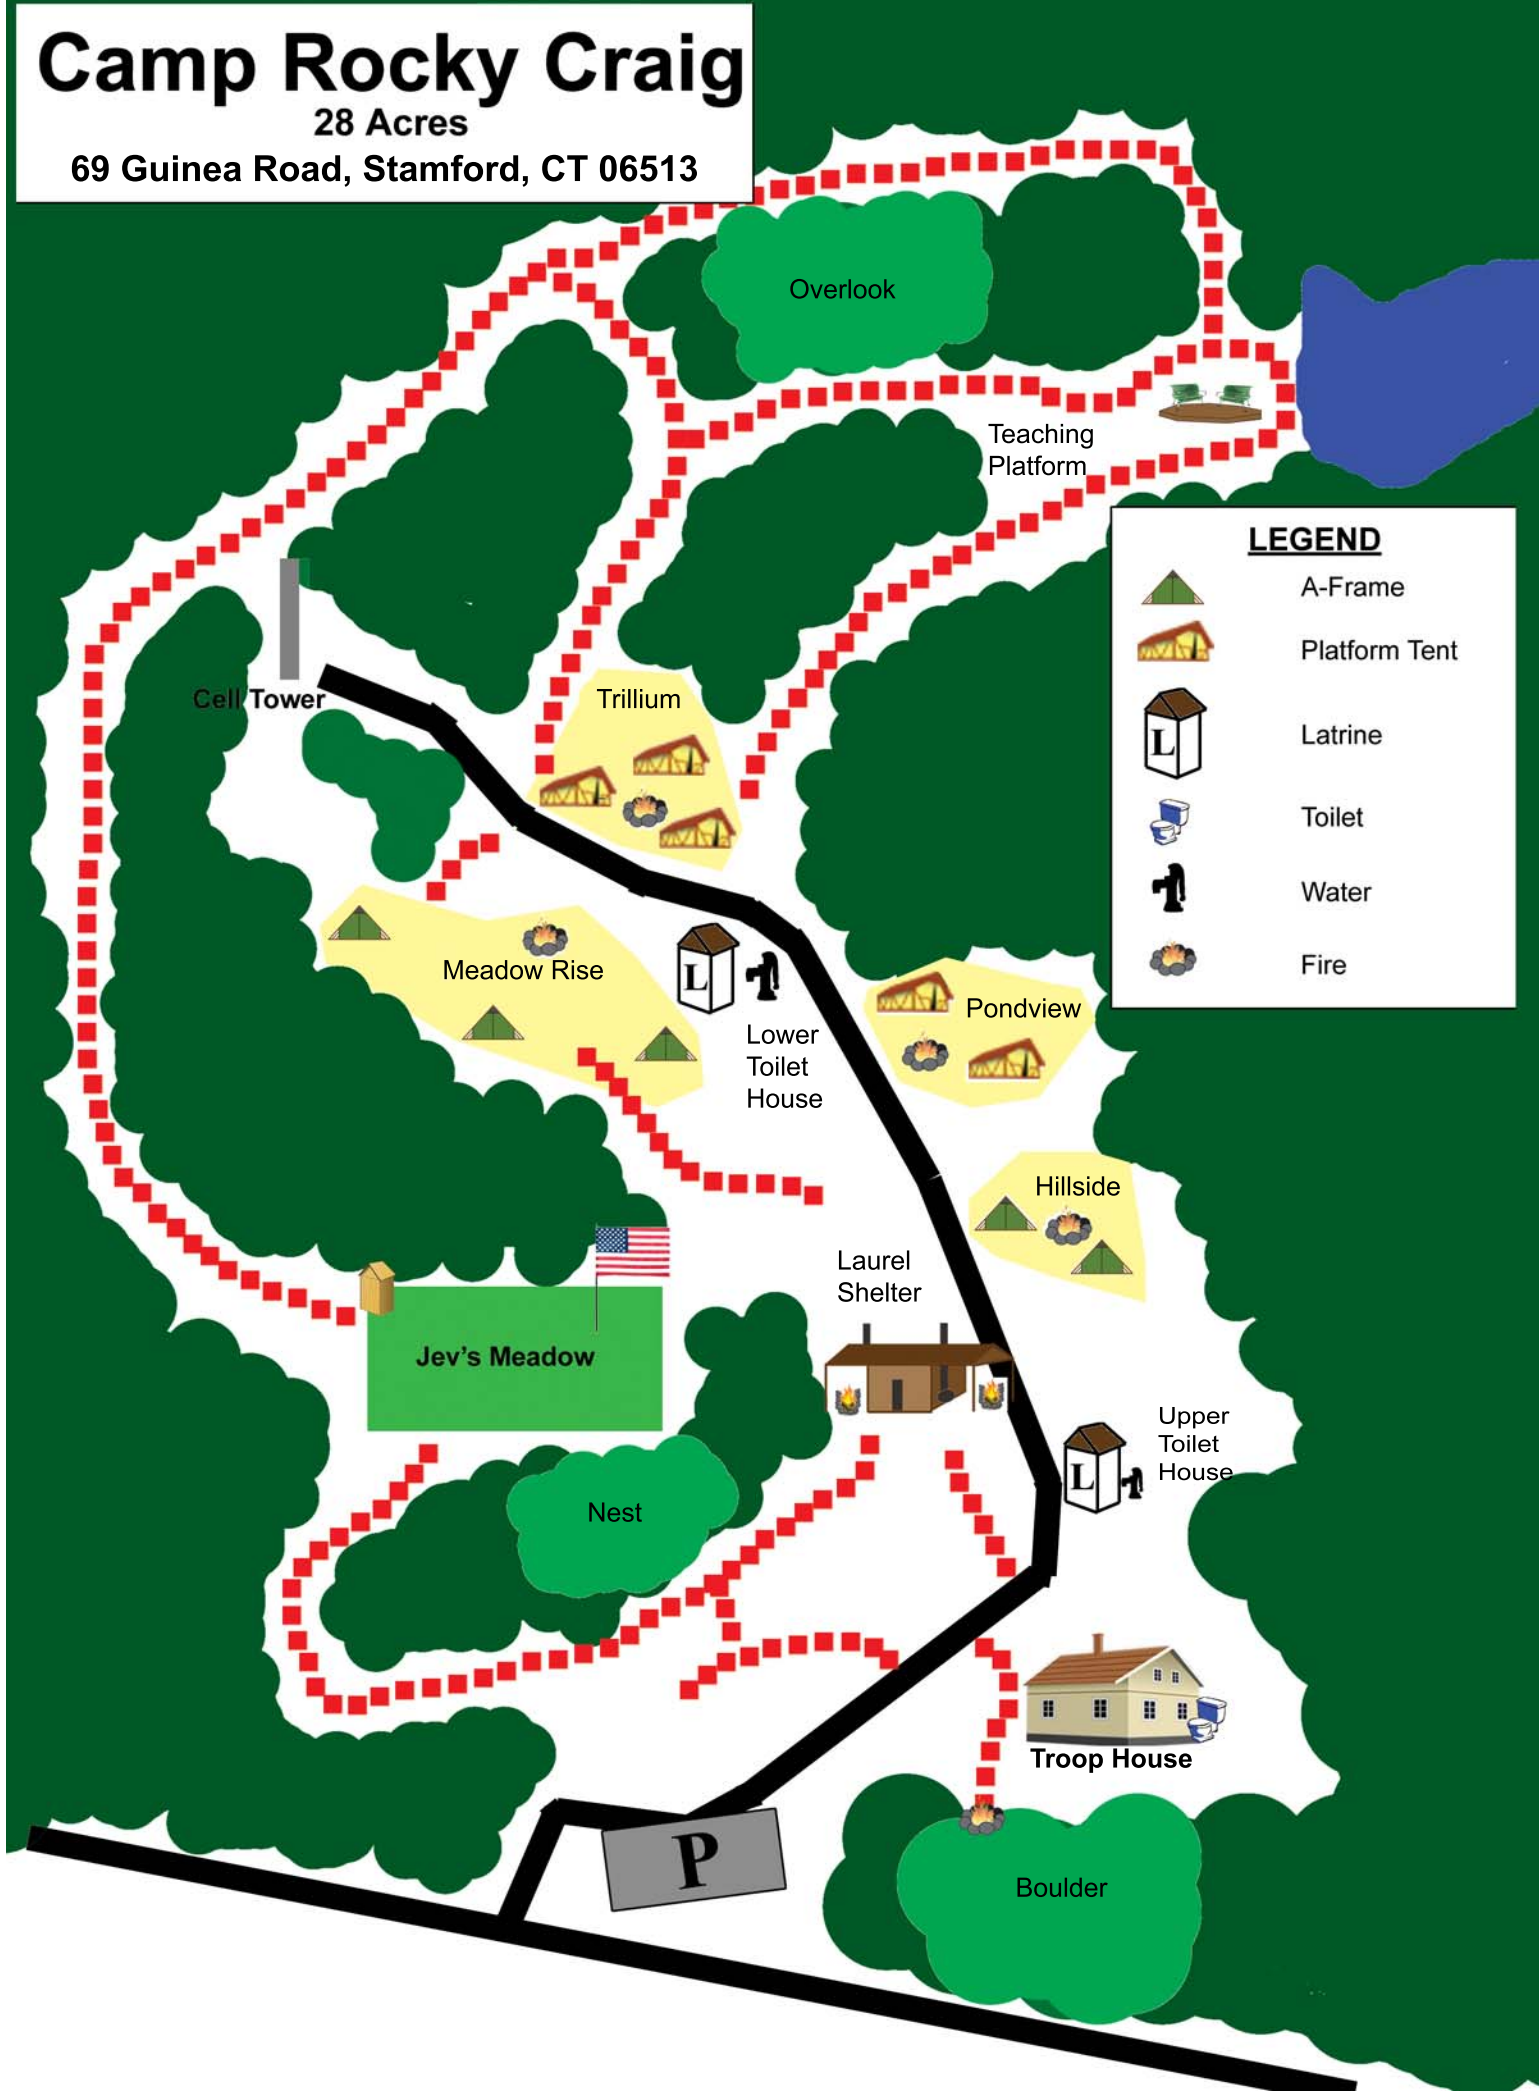 Camp Rocky Craig
28 Acres
69 Guinea Road, Stamford, CT 06513
Overlook
Teaching
Platform
LEGEND
A-Frame
Platform Tent
L
Latrine
Toilet
Water
Fire
Cell Tower
Trillium
Meadow Rise
L
Lower
Toilet
House
Pondview
Hillside
Laurel
Shelter
Jev's Meadow
Upper
Toilet
House
L
Nest
Troop House
P
Boulder